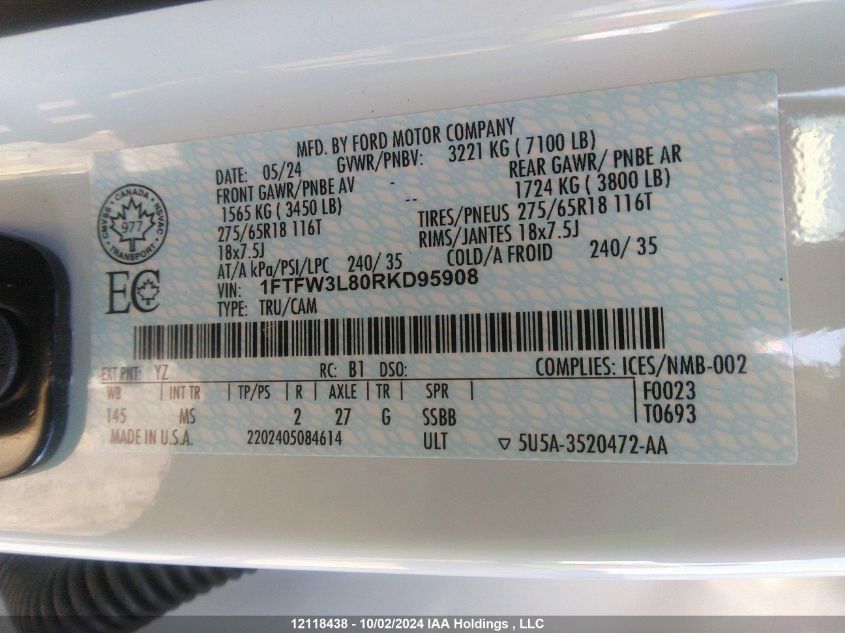 MFD. BY FORD MOTOR COMPANY
DATE: 05/24 GVWR/PNBV: 3221 KG ( 7100 LB)
FRONT GAWR/PNBE AV - REAR GAWR/ PNBE AR
1565 KG ( 3450 LB) -- 1724 KG ( 3800 LB)
275/65R18 116T TIRES/PNEUS 275/65R18 116T
18x7.5J RIMS/JANTES 18x7.5J
AT/A kPa/PSI/LPC 240/ 35 COLD/A FROID 240/ 35
VIN: 1FTFW3L80RKD95908
TYPE: TRU/CAM
CANADA
CMVSS NSVAC
977
TRANSPORT
EC
EXT PNT: YZ RC: B1 DSO: COMPLIES: ICES/NMB-002
WB INT TR TP/PS R AXLE TR SPR F0023
145 MS 2 27 G SSBB T0693
MADE IN U.S.A. 2202405084614 ULT ▽ 5U5A-3520472-AA
12118438 - 10/02/2024 IAA Holdings , LLC